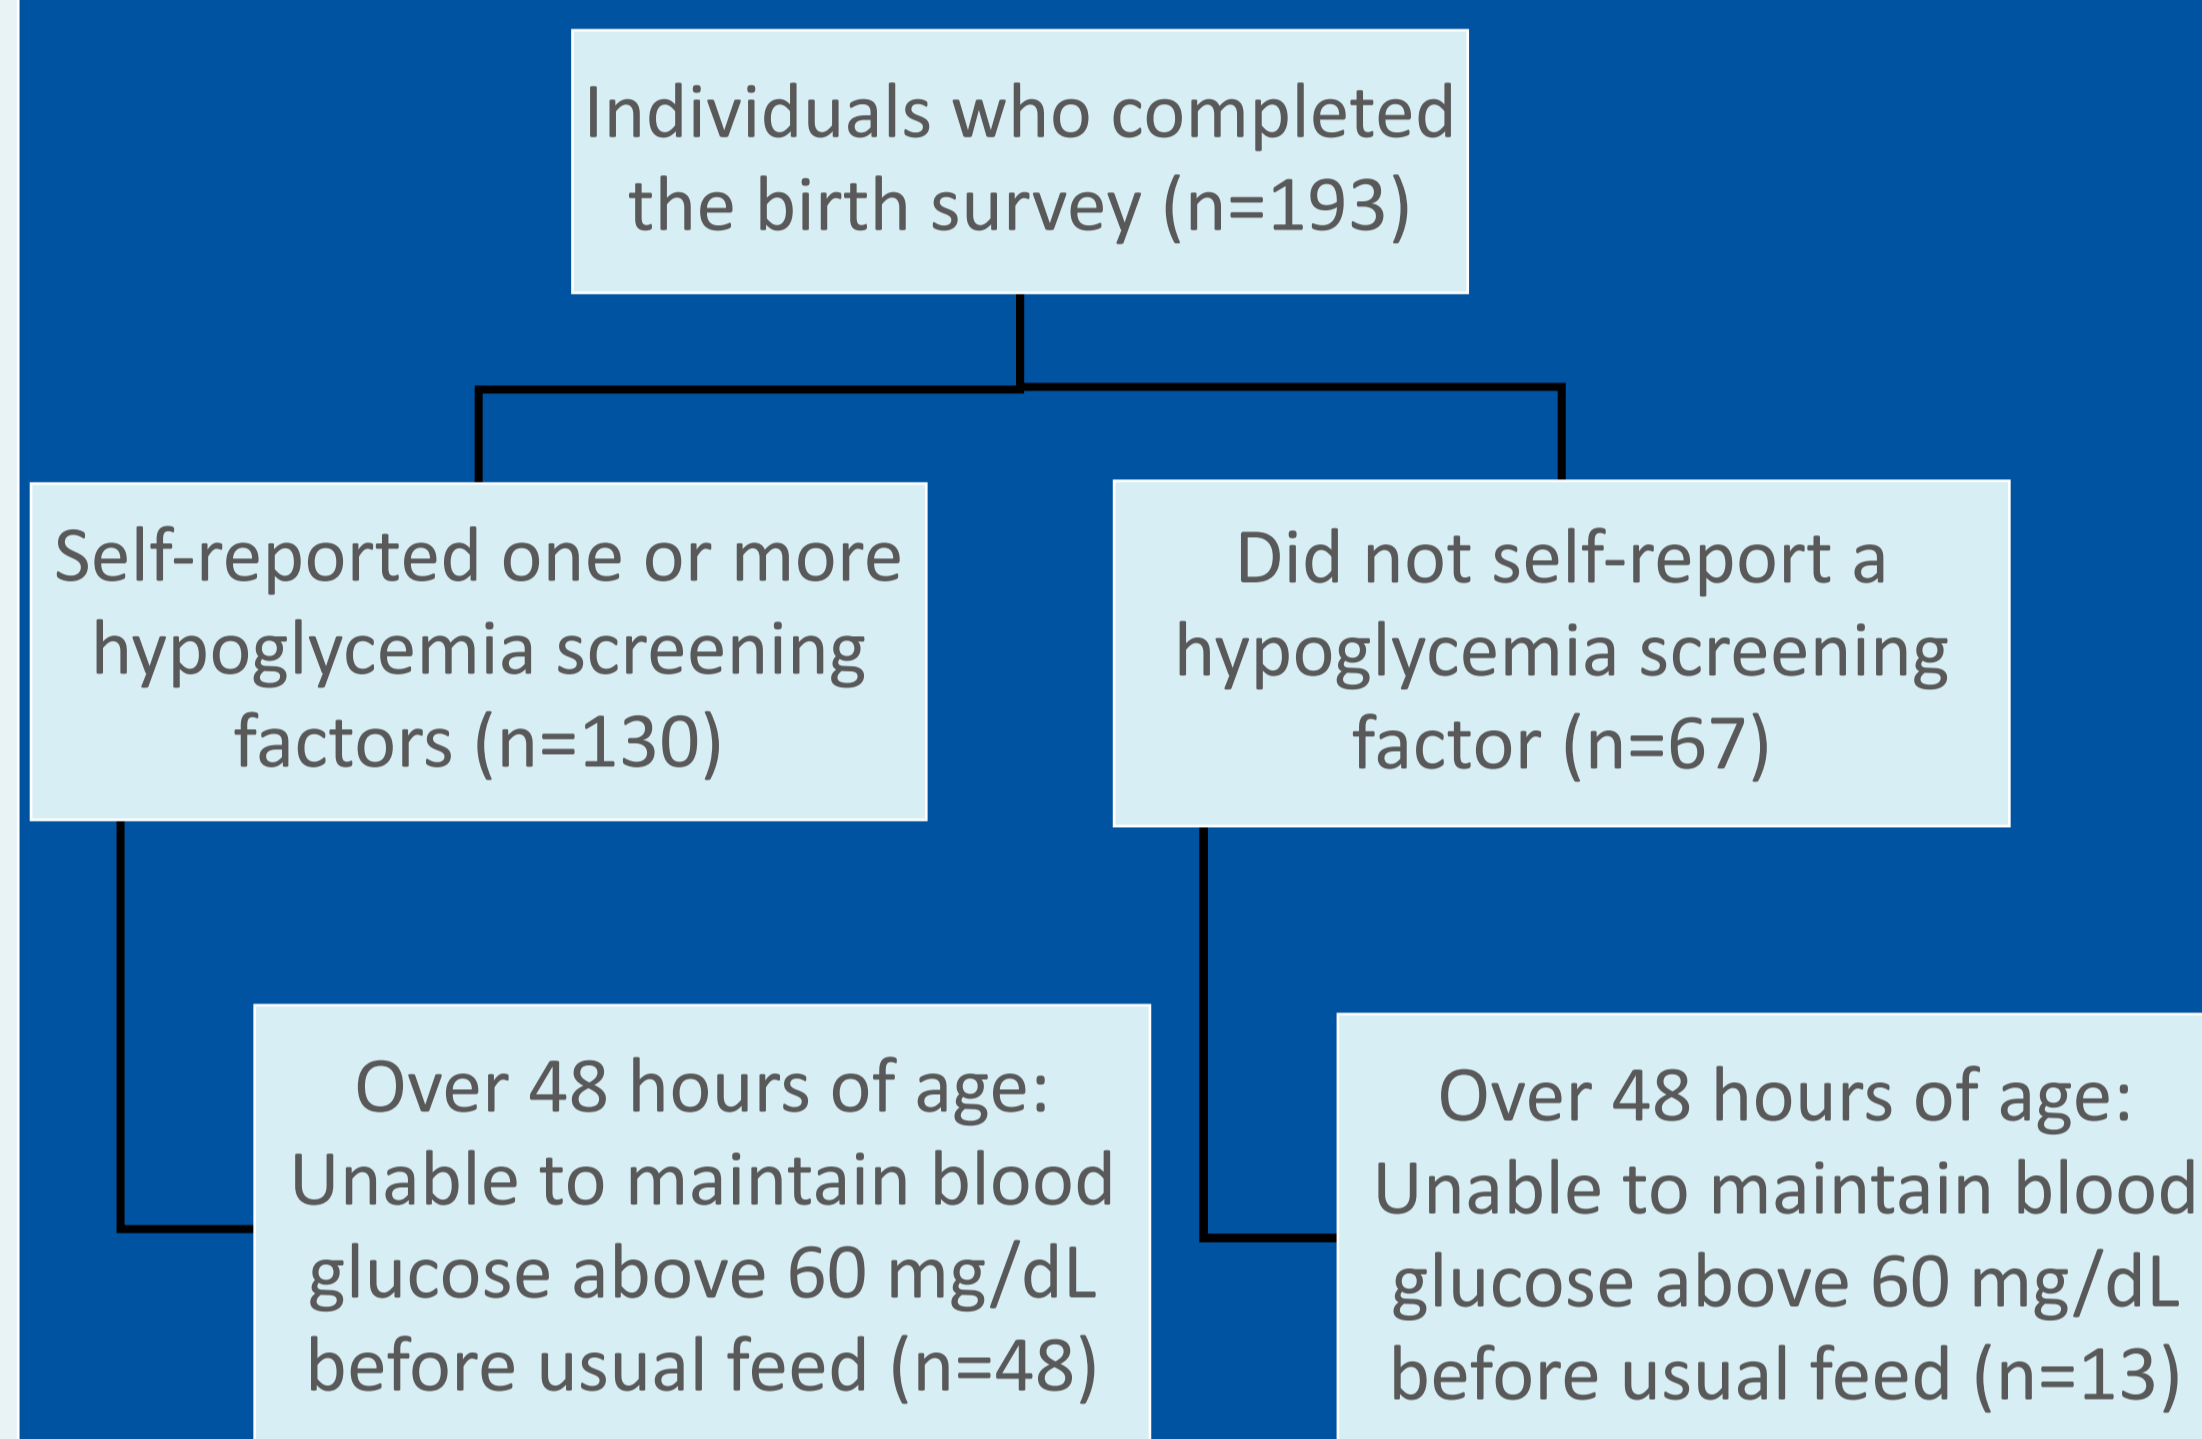 Individuals who completed
the birth survey (n=193)
Self-reported one or more
hypoglycemia screening
factors (n=130)
Did not self-report a
hypoglycemia screening
factor (n=67)
Over 48 hours of age:
Unable to maintain blood
glucose above 60 mg/dL
before usual feed (n=48)
Over 48 hours of age:
Unable to maintain blood
glucose above 60 mg/dL
before usual feed (n=13)